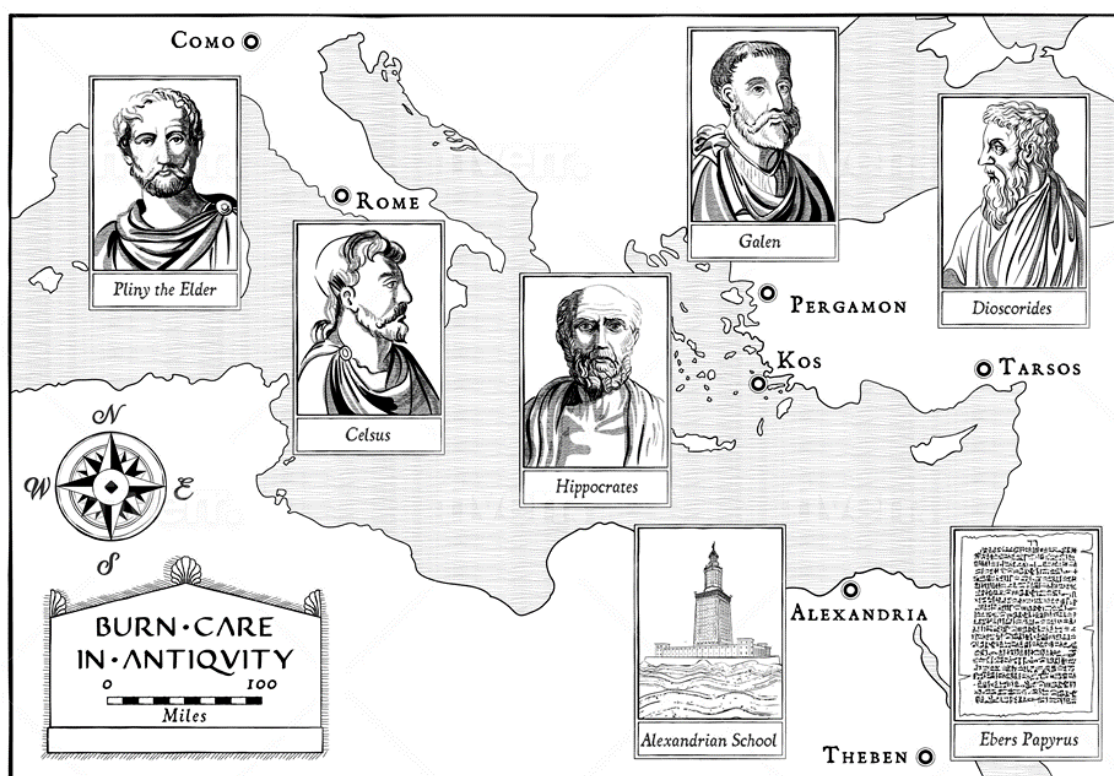 Como
Pliny the Elder
Rome
Celsus
Galen
Dioscorides
Pergamon
Kos
Tarsos
Hippocrates
N
W
E
S
BURN·CARE
IN·ANTIQVITY
0 100
Miles
Alexandria
Alexandrian School
Ebers Papyrus
Theben
fiverr.